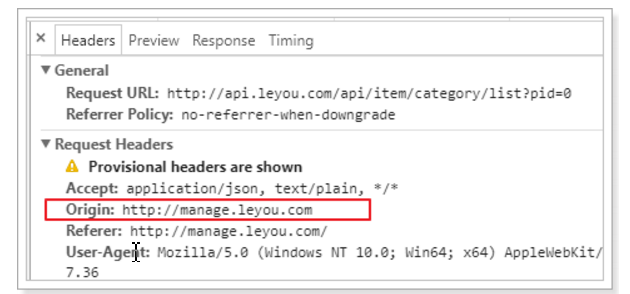 × Headers Preview Response Timing
▼ General
Request URL: http://api.leyou.com/api/item/category/list?pid=0
Referrer Policy: no-referrer-when-downgrade
▼ Request Headers
⚠ Provisional headers are shown
Accept: application/json, text/plain, */*
Origin: http://manage.leyou.com
Referer: http://manage.leyou.com/
User-Agent: Mozilla/5.0 (Windows NT 10.0; Win64; x64) AppleWebKit/
7.36